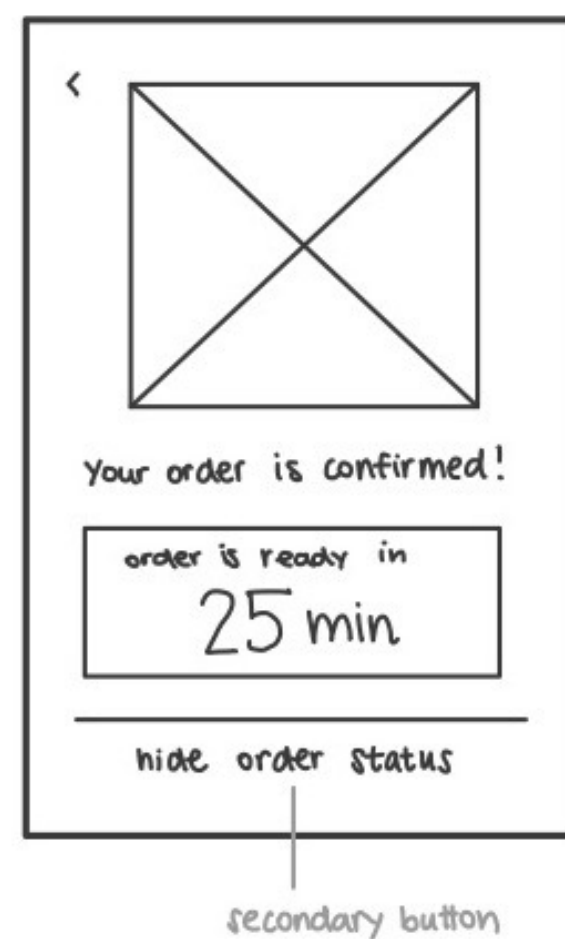 <
Your order is confirmed!
order is ready in
25 min
hide order status
secondary button